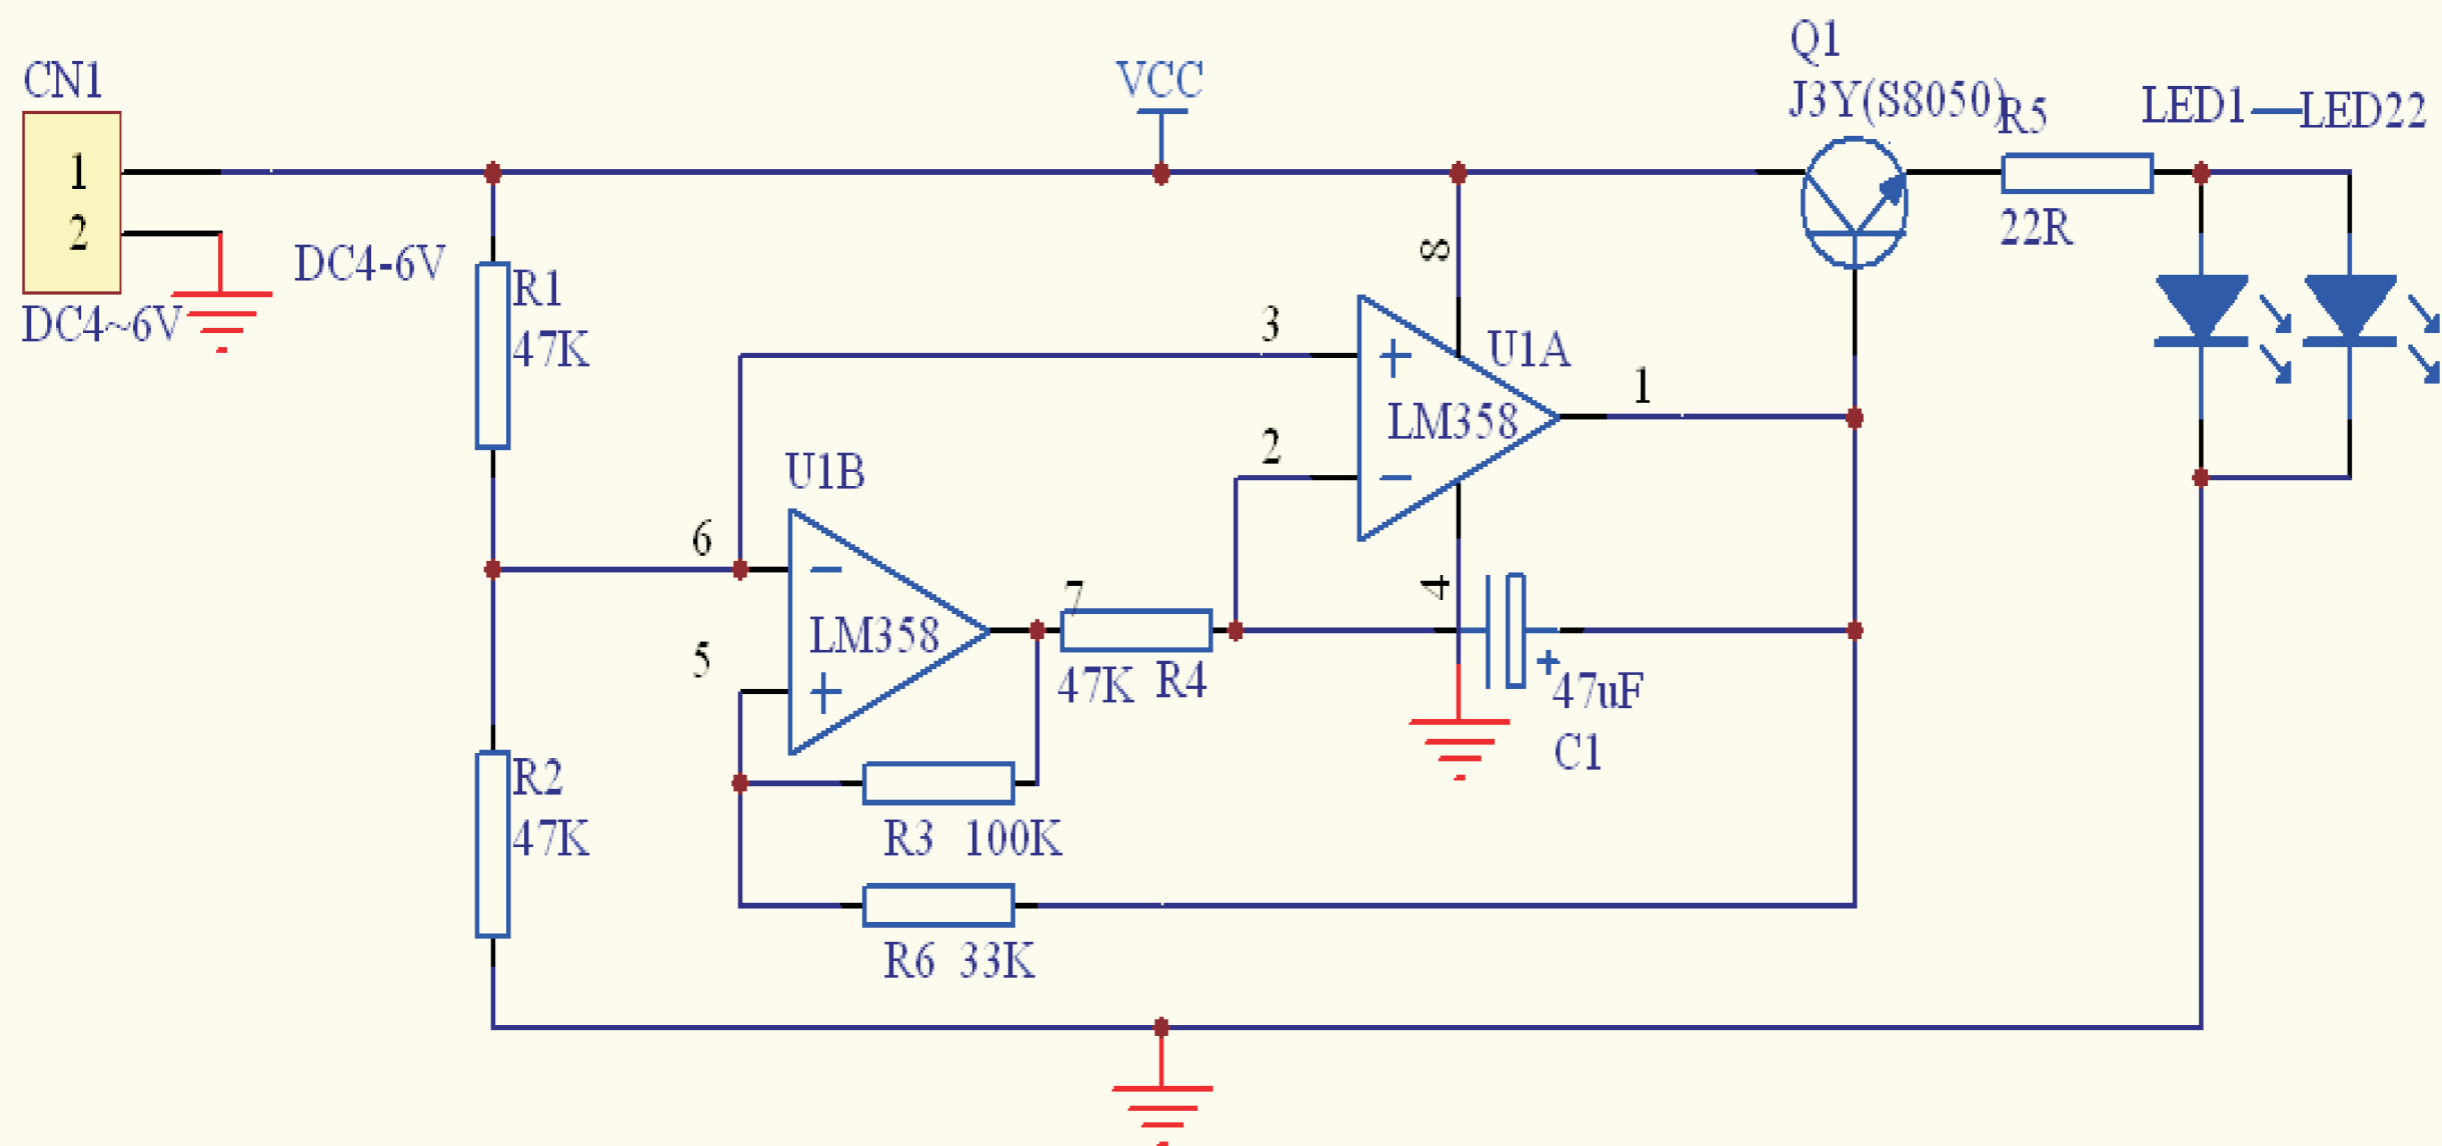 CN1
1
2
DC4~6V
DC4-6V
VCC
Q1
J3Y(S8050)
R5
22R
LED1—LED22
R1
47K
8
3
U1A
LM358
1
2
4
U1B
6
LM358
5
7
47K R4
47uF
C1
R2
47K
R3 100K
R6 33K